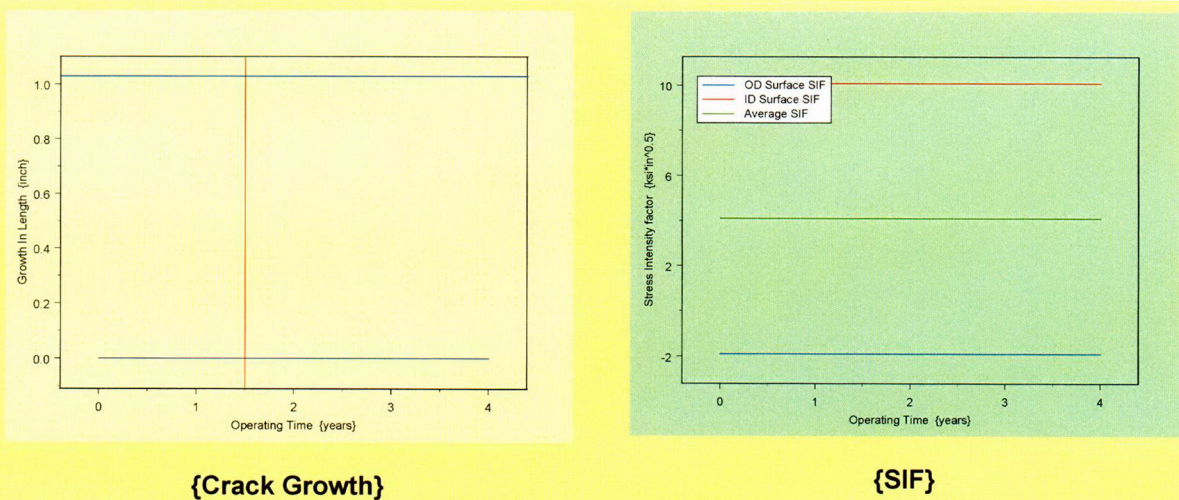 1.0
0.8
0.6
0.4
0.2
0.0
Growth In Length {inch}
0 1 2 3 4
Operating Time {years}
{Crack Growth}
OD Surface SIF
ID Surface SIF
Average SIF
10
6
2
-2
Stress Intensity factor {ksi*in^0.5}
0 1 2 3 4
Operating Time {years}
{SIF}